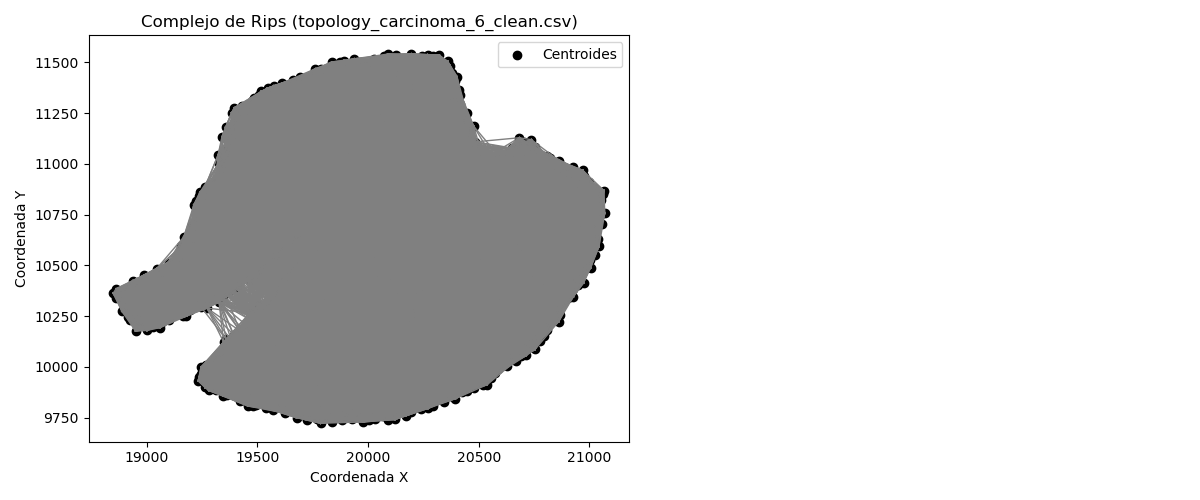 Complejo de Rips (topology_carcinoma_6_clean.csv)
Centroides
11500
11250
11000
10750
10500
10250
10000
9750
Coordenada Y
19000 19500 20000 20500 21000
Coordenada X